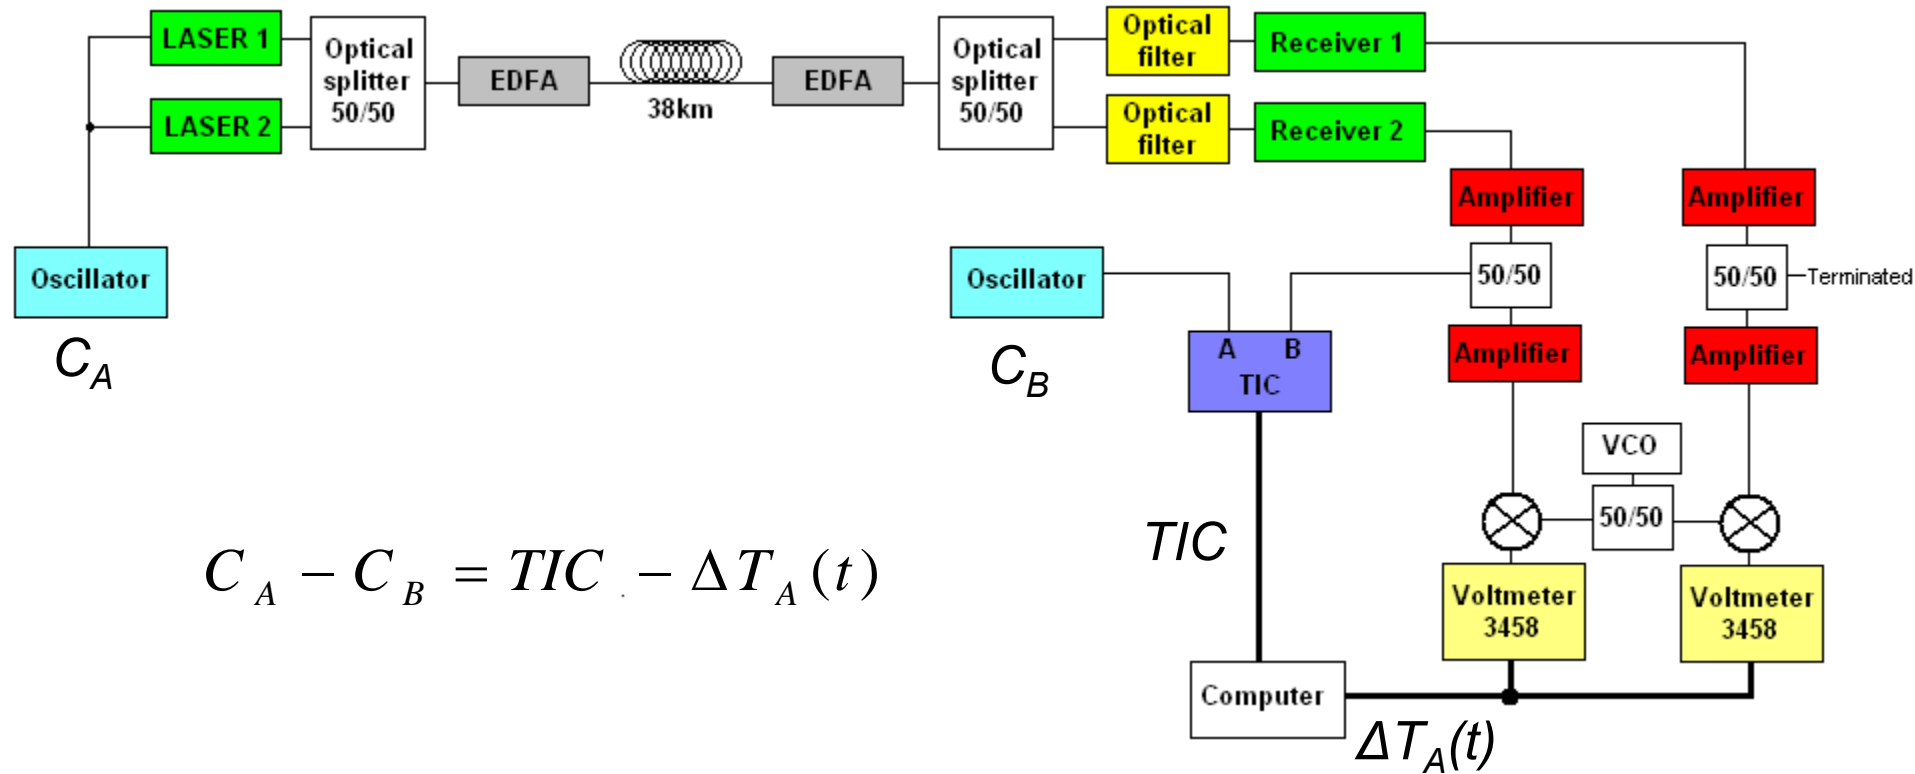 LASER 1
LASER 2
Optical
splitter
50/50
EDFA
38km
EDFA
Optical
splitter
50/50
Optical
filter
Receiver 1
Optical
filter
Receiver 2
Amplifier
Amplifier
Oscillator
C_A
Oscillator
C_B
50/50
50/50
Terminated
A B
TIC
Amplifier
Amplifier
VCO
50/50
TIC
C_A − C_B = TIC − ΔT_A(t)
Voltmeter
3458
Voltmeter
3458
Computer
ΔT_A(t)